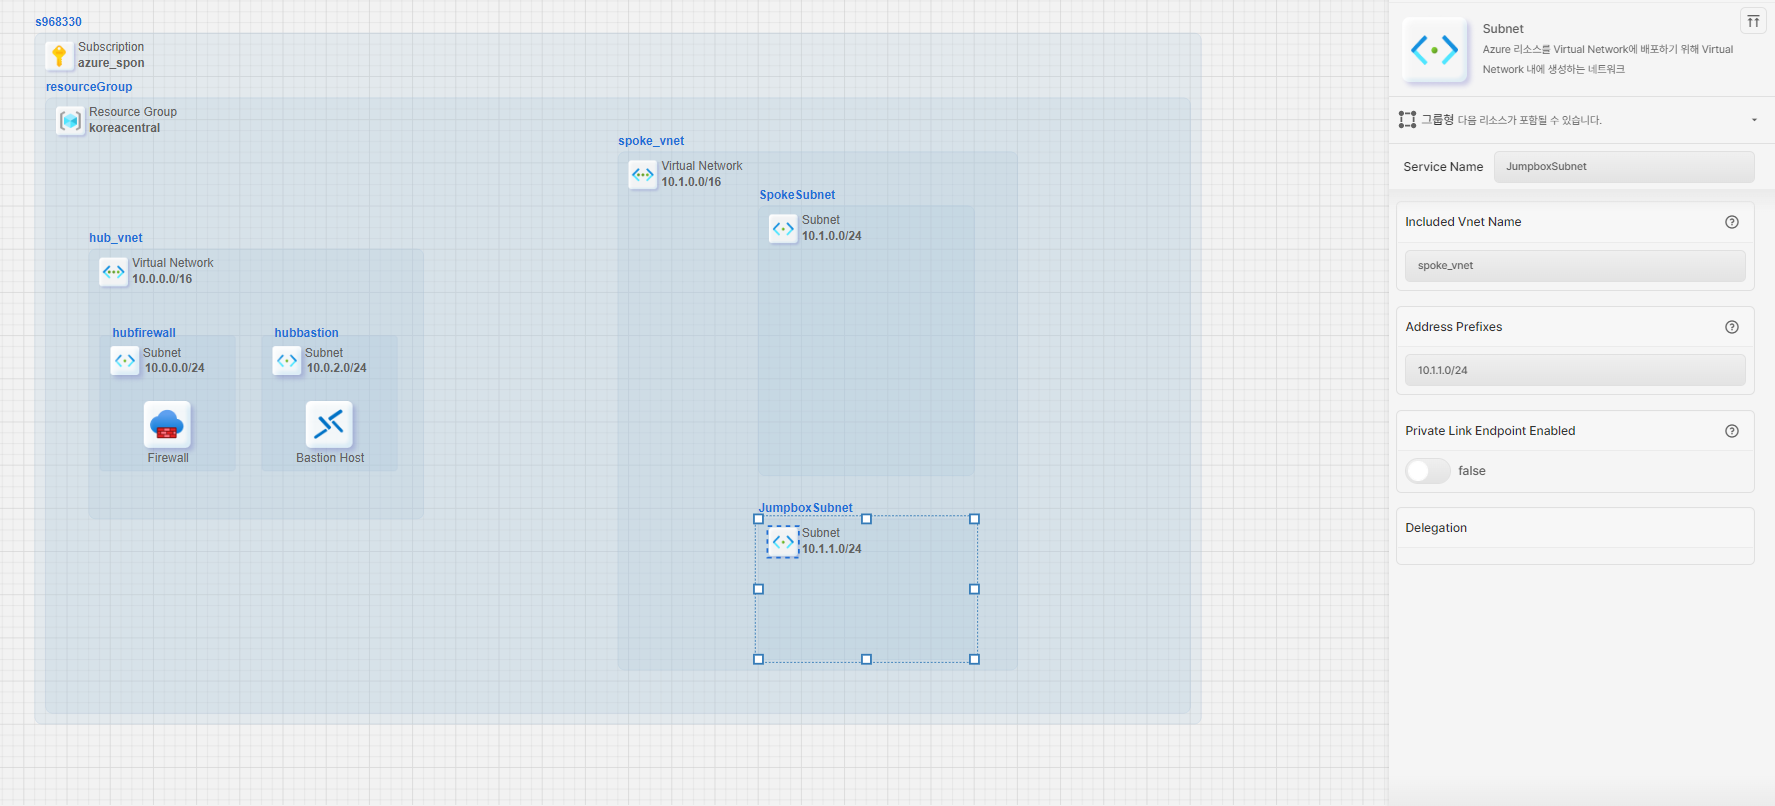 s968330
Subscription
azure_spon
resourceGroup
Resource Group
koreacentral
spoke_vnet
Virtual Network
10.1.0.0/16
SpokeSubnet
Subnet
10.1.0.0/24
hub_vnet
Virtual Network
10.0.0.0/16
hubfirewall
Subnet
10.0.0.0/24
Firewall
hubbastion
Subnet
10.0.2.0/24
Bastion Host
JumpboxSubnet
Subnet
10.1.1.0/24
Subnet
Azure 리소스를 Virtual Network에 배포하기 위해 Virtual
Network 내에 생성하는 네트워크
그룹형 다음 리소스가 포함될 수 있습니다.
Service Name JumpboxSubnet
Included Vnet Name
spoke_vnet
Address Prefixes
10.1.1.0/24
Private Link Endpoint Enabled
false
Delegation